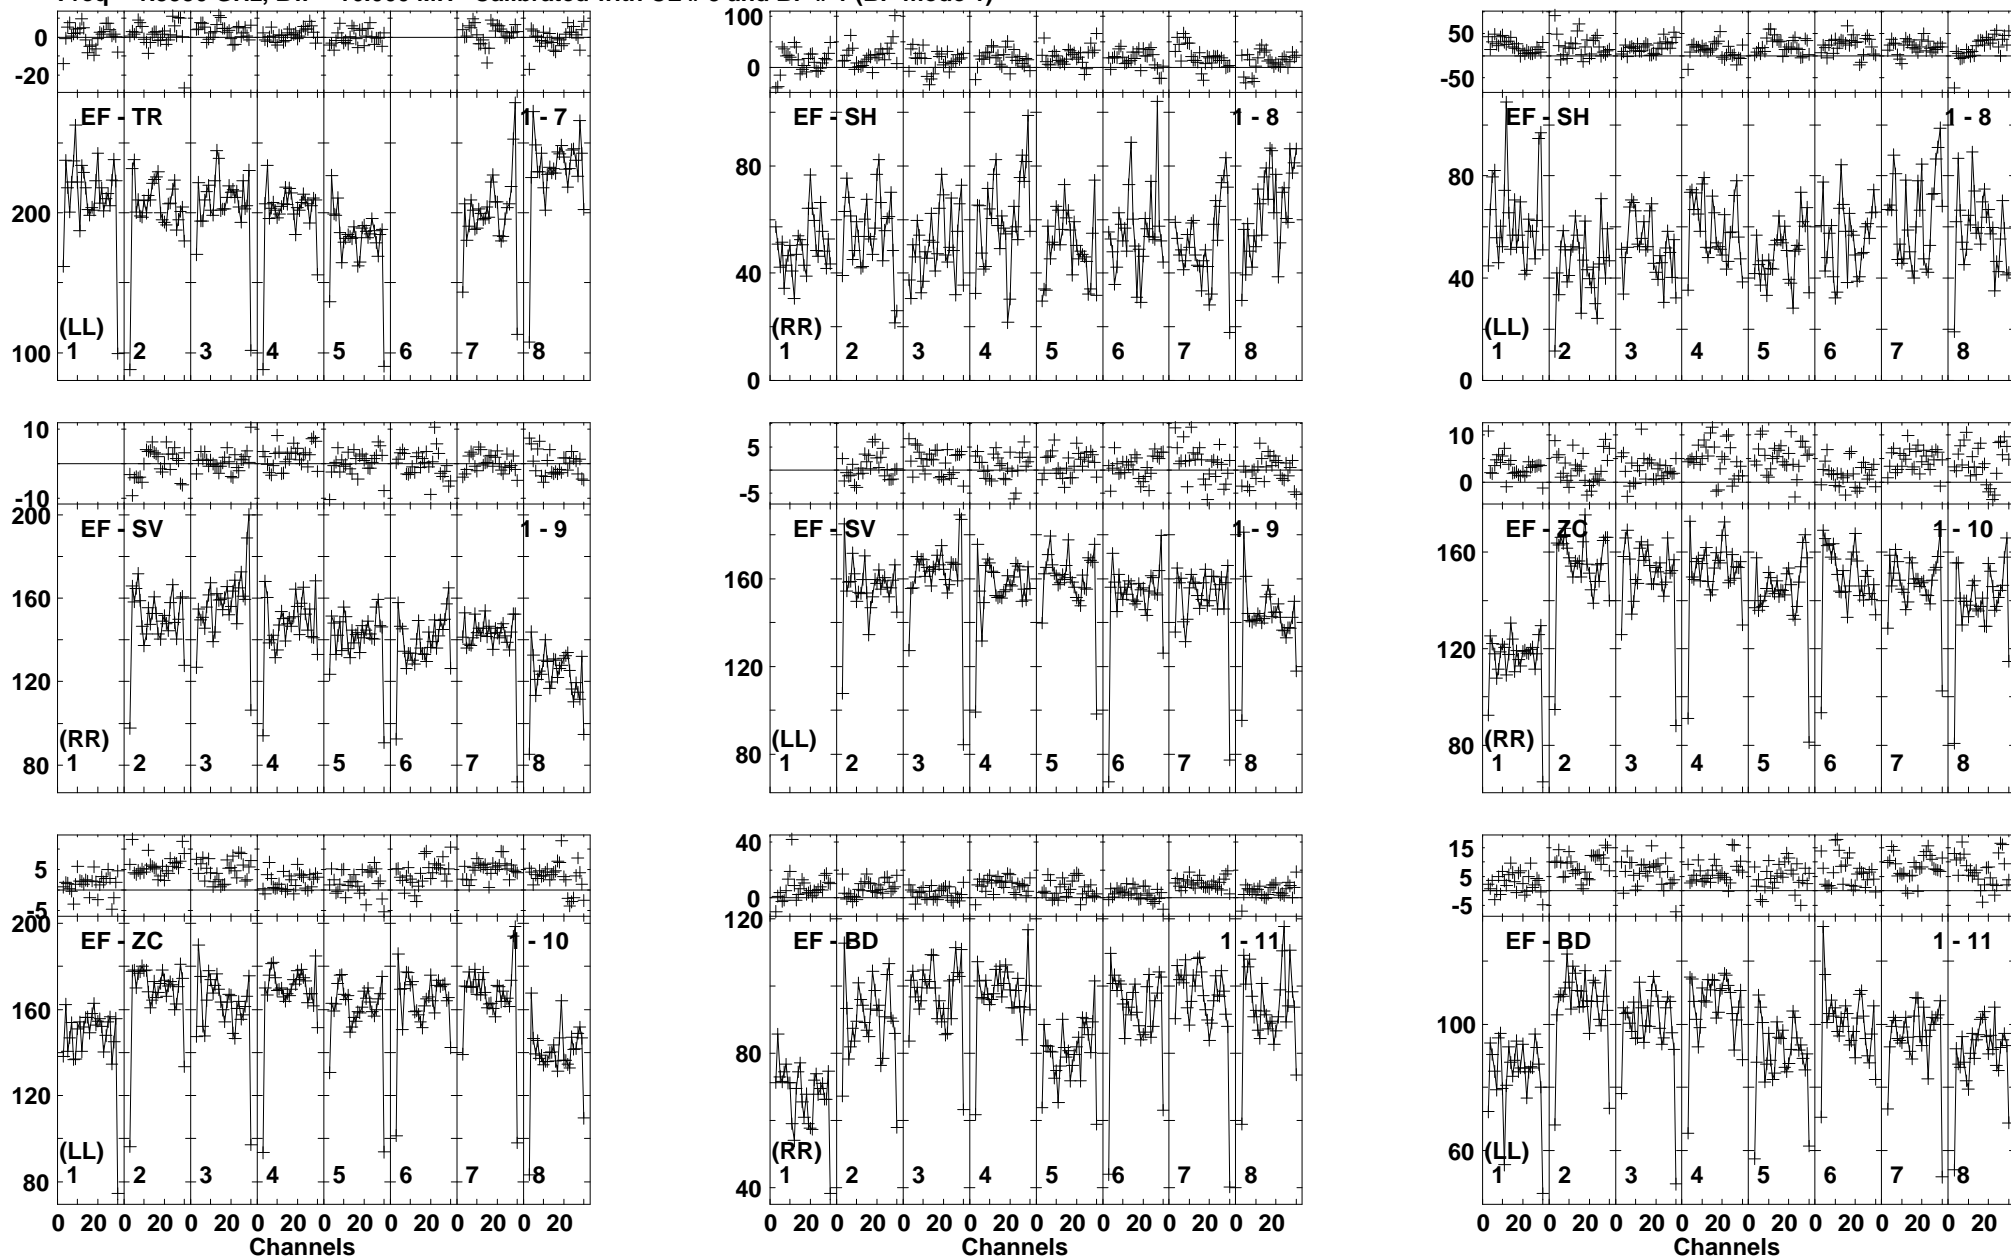 0 100 50
-20 0 -50
EF - TR 1 - 7 EF - SH 1 - 8 EF - SH 1 - 8
200 80 80
40 40
(LL) (RR) (LL)
100 1 2 3 4 5 6 7 8 0 1 2 3 4 5 6 7 8 0 1 2 3 4 5 6 7 8
10 5 10
-10 -5 0
200 EF - SV 1 - 9 EF - SV 1 - 9 EF - ZC 1 - 10
160 160 160
120 120 120
(RR) (LL) (RR)
80 1 2 3 4 5 6 7 8 80 1 2 3 4 5 6 7 8 80 1 2 3 4 5 6 7 8
5 40 15
-5 0 5
-5
200 EF - ZC 1 - 10 120 EF - BD 1 - 11 EF - BD 1 - 11
160 80 100
120
(LL) (RR) 60 (LL)
80 1 2 3 4 5 6 7 8 40 1 2 3 4 5 6 7 8 1 2 3 4 5 6 7 8
0 20 0 20 0 20 0 20 0 20 0 20 0 20 0 20 0 20 0 20 0 20 0 20 0 20 0 20 0 20 0 20 0 20 0 20 0 20 0 20 0 20 0 20 0 20 0 20
Channels Channels Channels